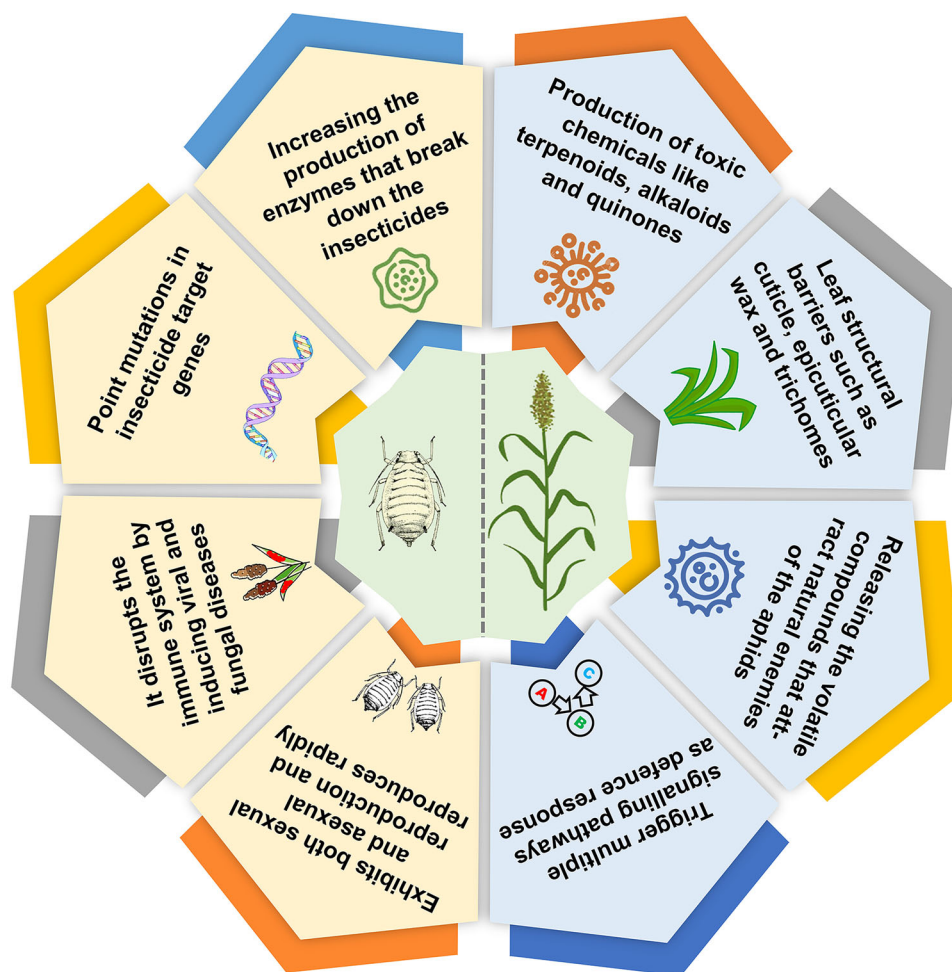 Increasing the
production of
enzymes that break
down the
insecticides
Production of toxic
chemicals like
terpenoids, alkaloids
and quinones
Leaf structural
barriers such as
cuticle, epicuticular
wax and trichomes
Releasing the volatile
compounds that att-
ract natural enemies
of the aphids
Trigger multiple
signalling pathways
as defence response
A
B
C
Exhibits both sexual
and asexual
reproduction and
reproduces rapidly
It disrupts the
immune system by
inducing viral and
fungal diseases
Point mutations in
insecticide target
genes